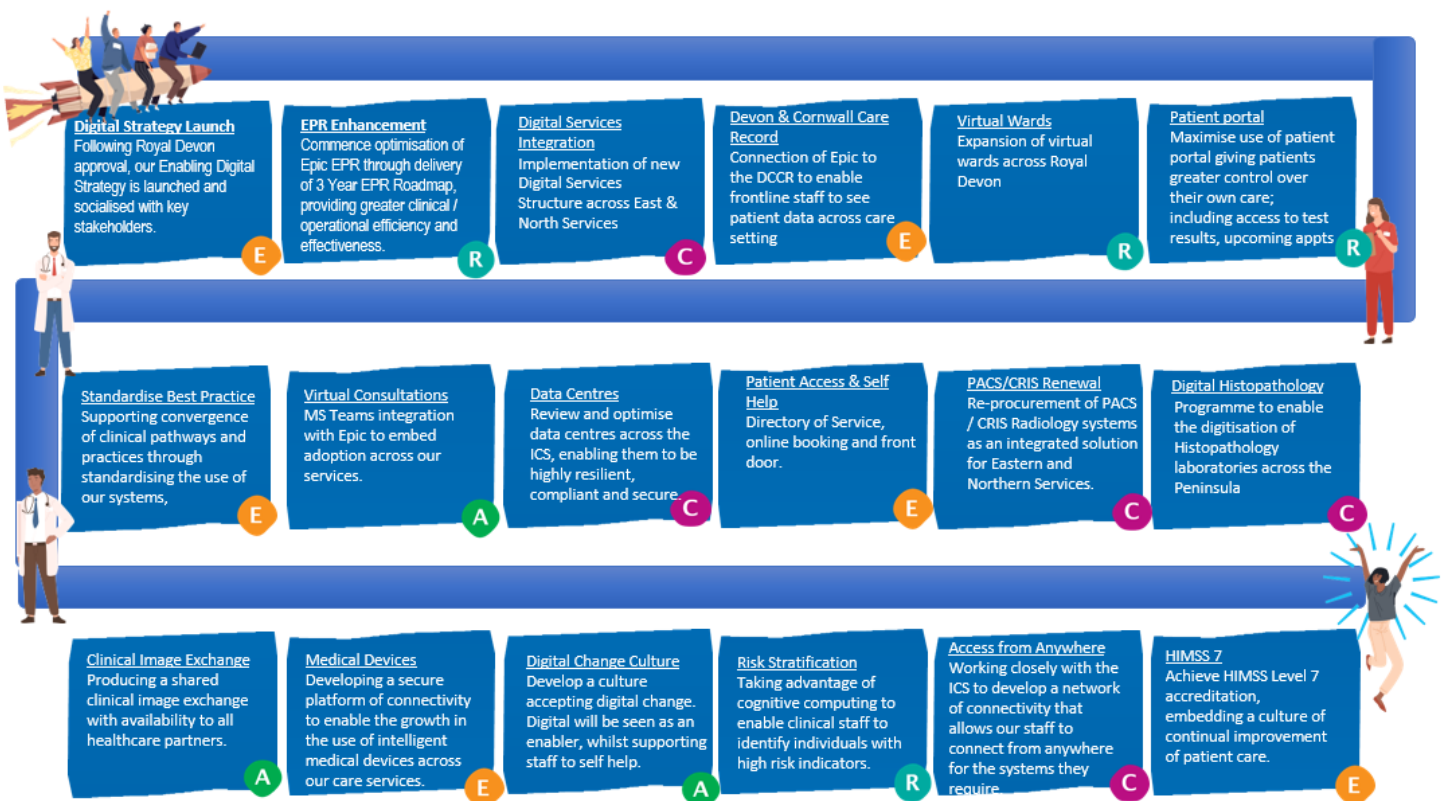 Digital Strategy Launch
Following Royal Devon
approval, our Enabling Digital
Strategy is launched and
socialised with key
stakeholders.
E
EPR Enhancement
Commence optimisation of
Epic EPR through delivery
of 3 Year EPR Roadmap,
providing greater clinical /
operational efficiency and
effectiveness.
R
Digital Services
Integration
Implementation of new
Digital Services
Structure across East &
North Services
C
Devon & Cornwall Care
Record
Connection of Epic to
the DCCR to enable
frontline staff to see
patient data across care
setting
E
Virtual Wards
Expansion of virtual
wards across Royal
Devon
R
Patient portal
Maximise use of patient
portal giving patients
greater control over
their own care;
including access to test
results, upcoming appts
R
Standardise Best Practice
Supporting convergence
of clinical pathways and
practices through
standardising the use of
our systems,
E
Virtual Consultations
MS Teams integration
with Epic to embed
adoption across our
services.
A
Data Centres
Review and optimise
data centres across the
ICS, enabling them to be
highly resilient,
compliant and secure.
C
Patient Access & Self
Help
Directory of Service,
online booking and front
door.
E
PACS/CRIS Renewal
Re-procurement of PACS
/ CRIS Radiology systems
as an integrated solution
for Eastern and
Northern Services.
C
Digital Histopathology
Programme to enable
the digitisation of
Histopathology
laboratories across the
Peninsula
C
Clinical Image Exchange
Producing a shared
clinical image exchange
with availability to all
healthcare partners.
A
Medical Devices
Developing a secure
platform of connectivity
to enable the growth in
the use of intelligent
medical devices across
our care services.
E
Digital Change Culture
Develop a culture
accepting digital change.
Digital will be seen as an
enabler, whilst supporting
staff to self help.
A
Risk Stratification
Taking advantage of
cognitive computing to
enable clinical staff to
identify individuals with
high risk indicators.
R
Access from Anywhere
Working closely with the
ICS to develop a network
of connectivity that
allows our staff to
connect from anywhere
for the systems they
require
C
HIMSS 7
Achieve HIMSS Level 7
accreditation,
embedding a culture of
continual improvement
of patient care.
E